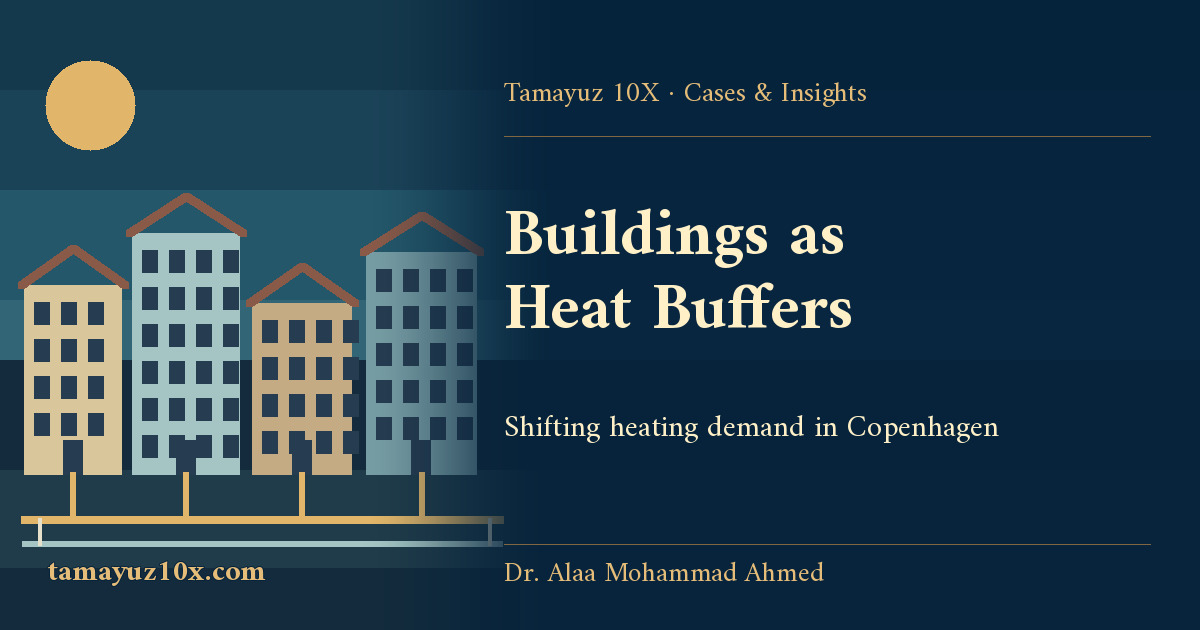 Tamayuz 10X · Cases & Insights
Buildings as
Heat Buffers
Shifting heating demand in Copenhagen
tamayuz10x.com
Dr. Alaa Mohammad Ahmed